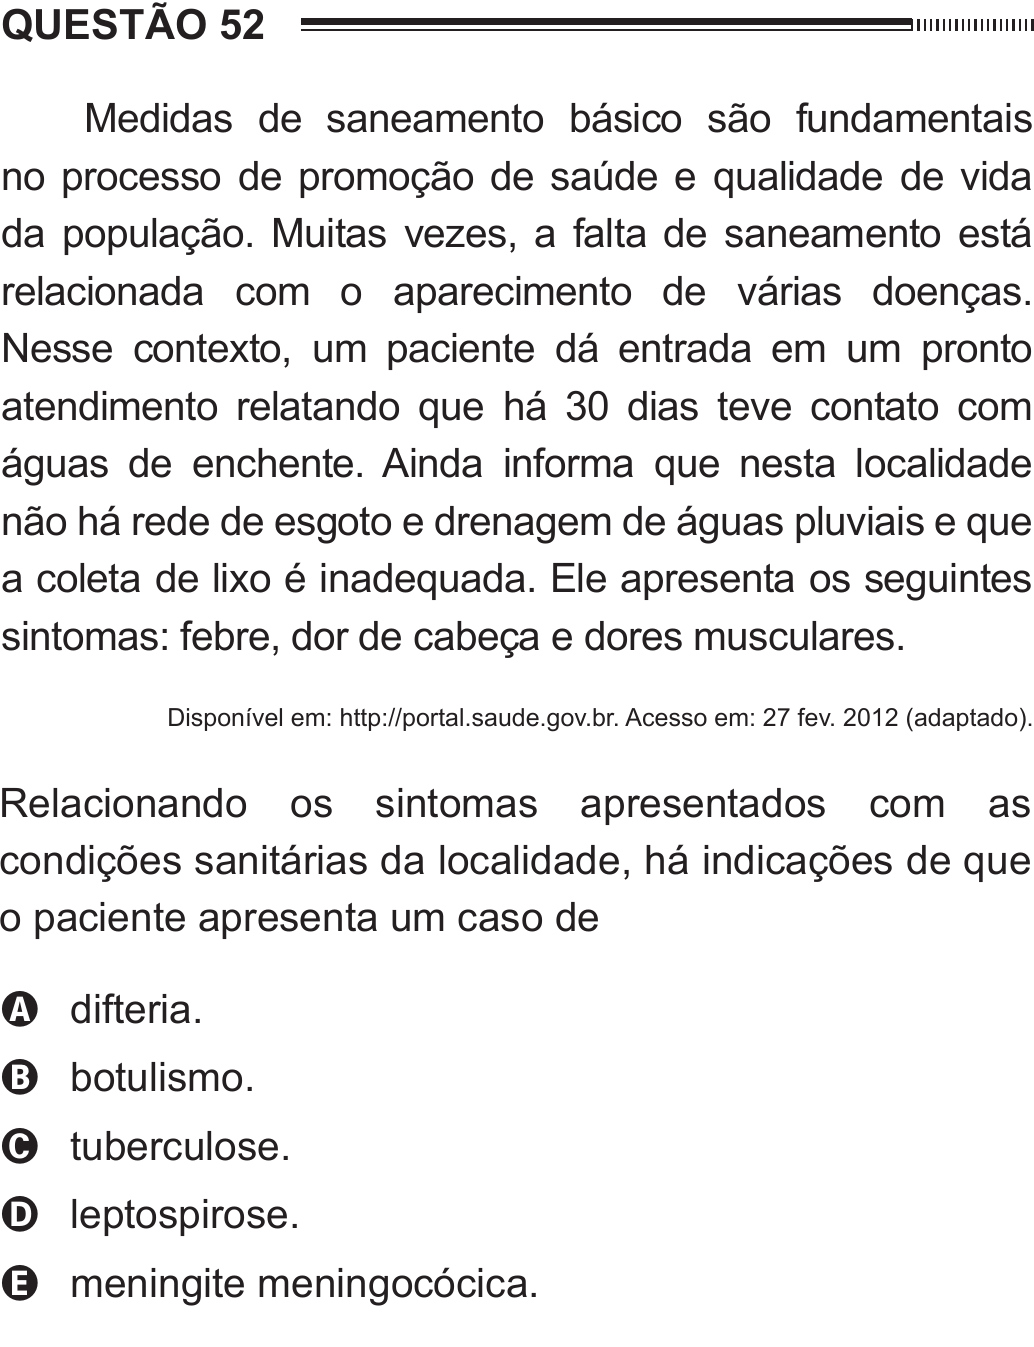 QUESTÃO 52
Medidas de saneamento básico são fundamentais
no processo de promoção de saúde e qualidade de vida
da população. Muitas vezes, a falta de saneamento está
relacionada com o aparecimento de várias doenças.
Nesse contexto, um paciente dá entrada em um pronto
atendimento relatando que há 30 dias teve contato com
águas de enchente. Ainda informa que nesta localidade
não há rede de esgoto e drenagem de águas pluviais e que
a coleta de lixo é inadequada. Ele apresenta os seguintes
sintomas: febre, dor de cabeça e dores musculares.
Disponível em: http://portal.saude.gov.br. Acesso em: 27 fev. 2012 (adaptado).
Relacionando os sintomas apresentados com as
condições sanitárias da localidade, há indicações de que
o paciente apresenta um caso de
A difteria.
B botulismo.
C tuberculose.
D leptospirose.
E meningite meningocócica.